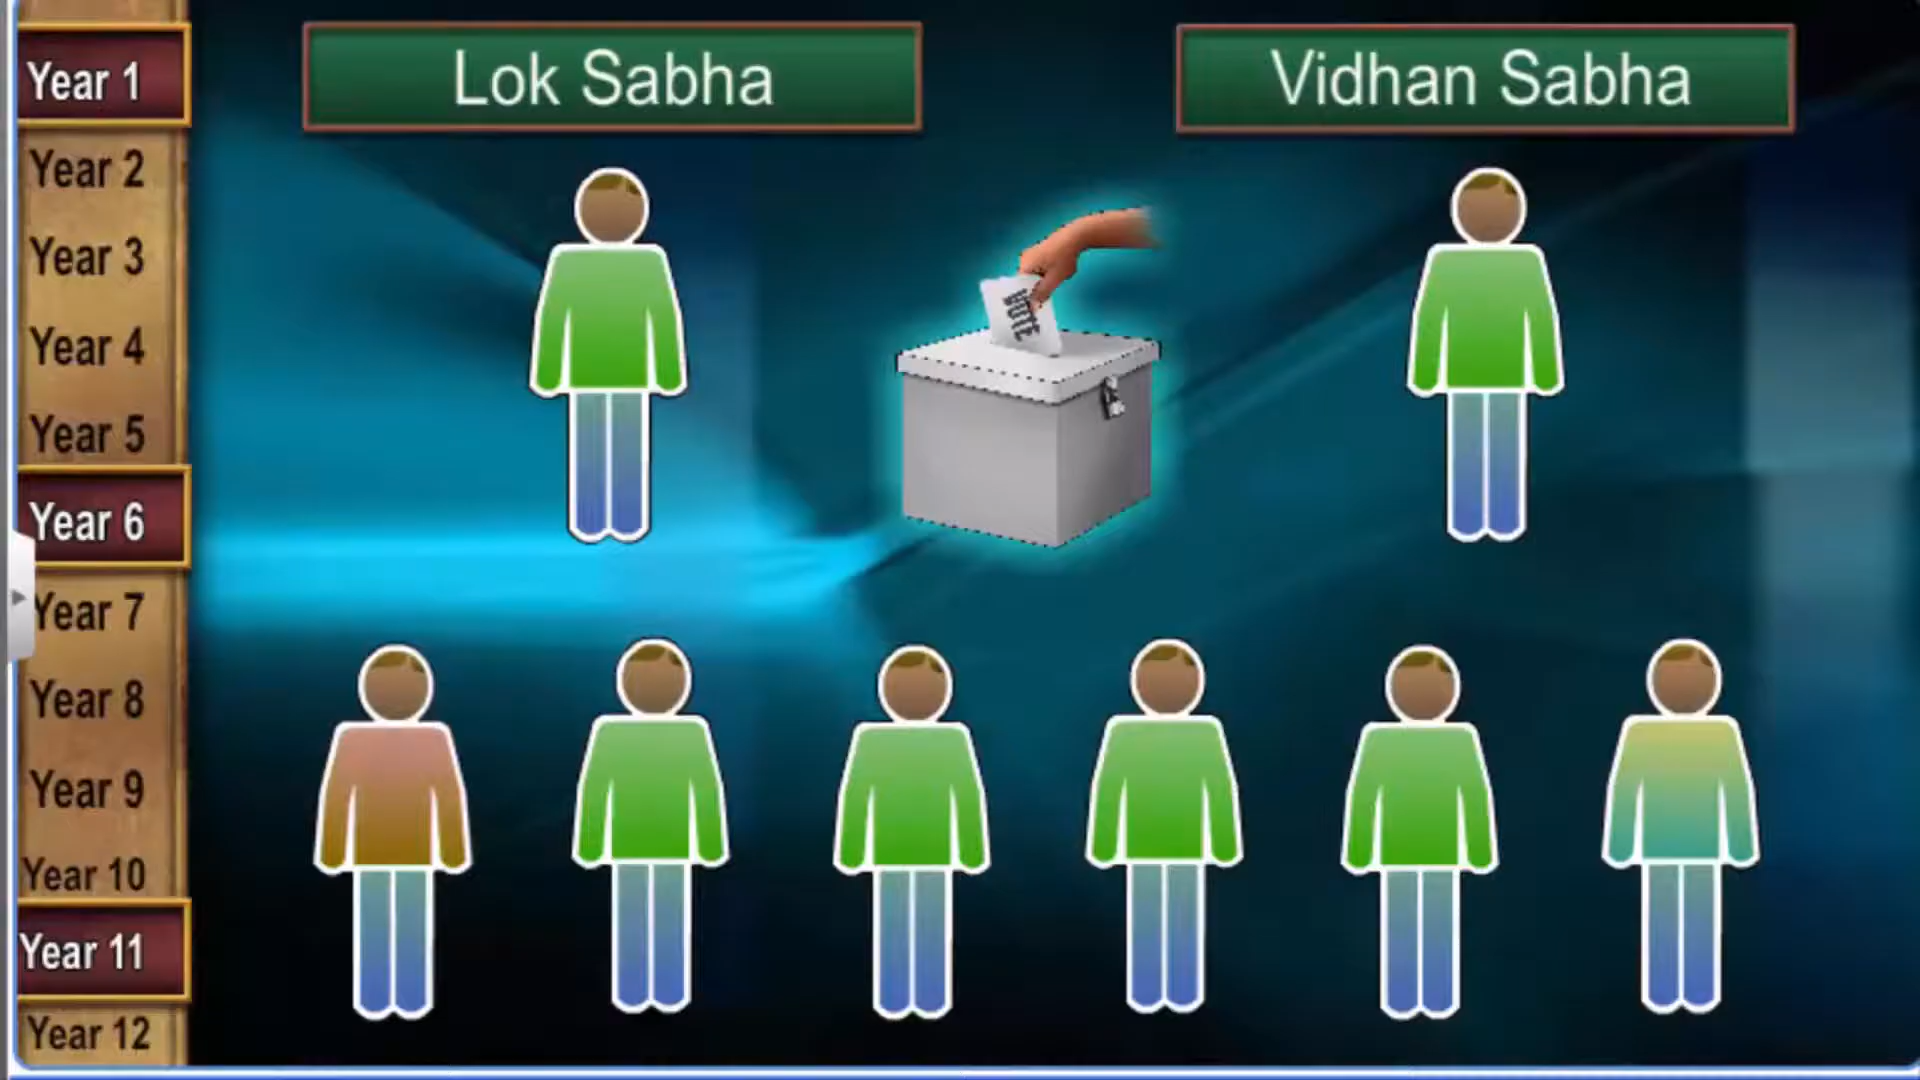 Year 1
Year 2
Year 3
Year 4
Year 5
Year 6
Year 7
Year 8
Year 9
Year 10
Year 11
Year 12
Lok Sabha
Vidhan Sabha
VOTE